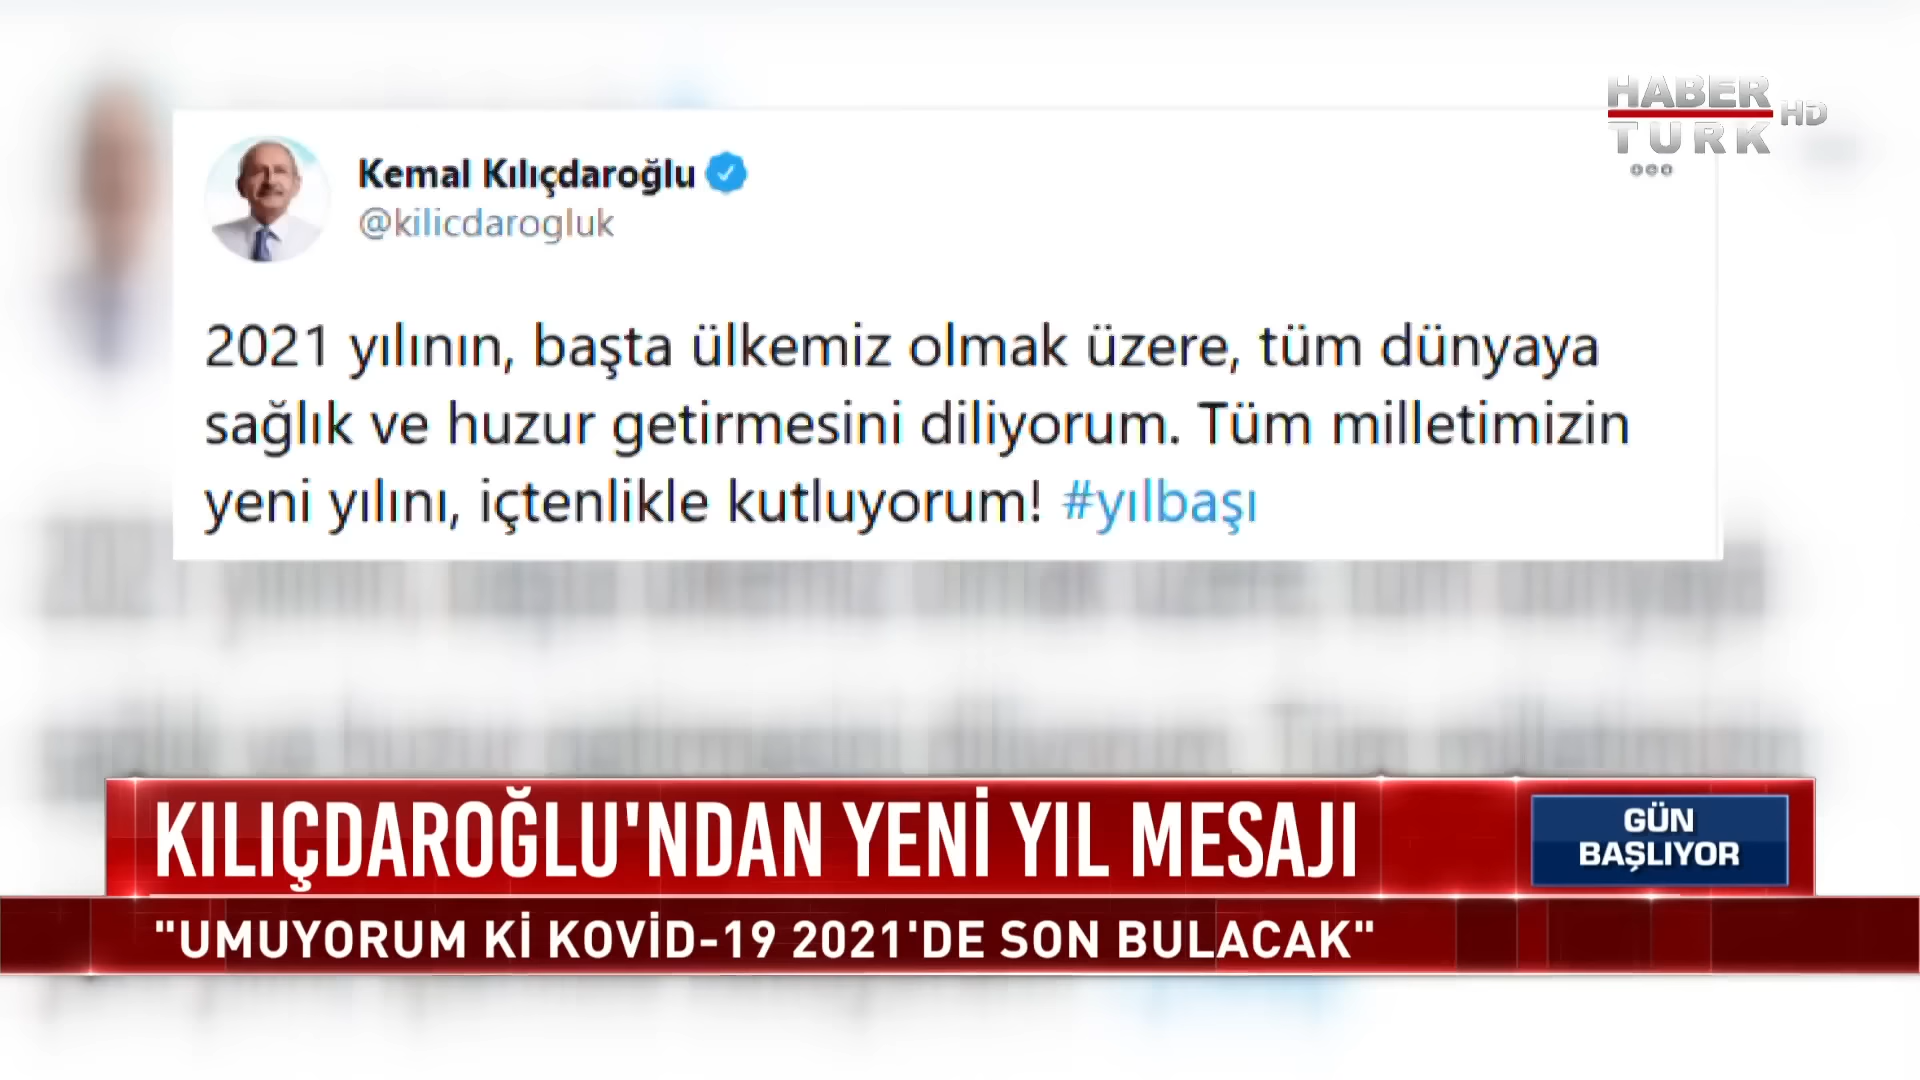 HABER
TURK HD
Kemal Kılıçdaroğlu
@kilicdarogluk
2021 yılının, başta ülkemiz olmak üzere, tüm dünyaya
sağlık ve huzur getirmesini diliyorum. Tüm milletimizin
yeni yılını, içtenlikle kutluyorum! #yılbaşı
KILIÇDAROĞLU'NDAN YENİ YIL MESAJI
GÜN
BAŞLIYOR
"UMUYORUM Kİ KOVİD-19 2021'DE SON BULACAK"